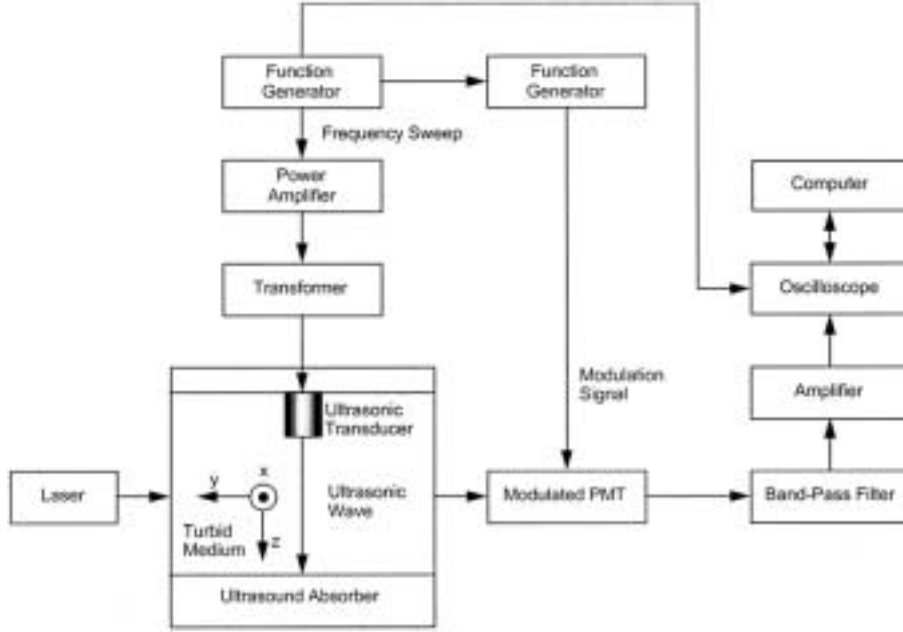 Function
Generator
Function
Generator
Frequency Sweep
Power
Amplifier
Computer
Transformer
Oscilloscope
Modulation
Signal
Amplifier
Ultrasonic
Transducer
x
y
Laser
Ultrasonic
Wave
Modulated PMT
Band-Pass Filter
Turbid
Medium
z
Ultrasound Absorber